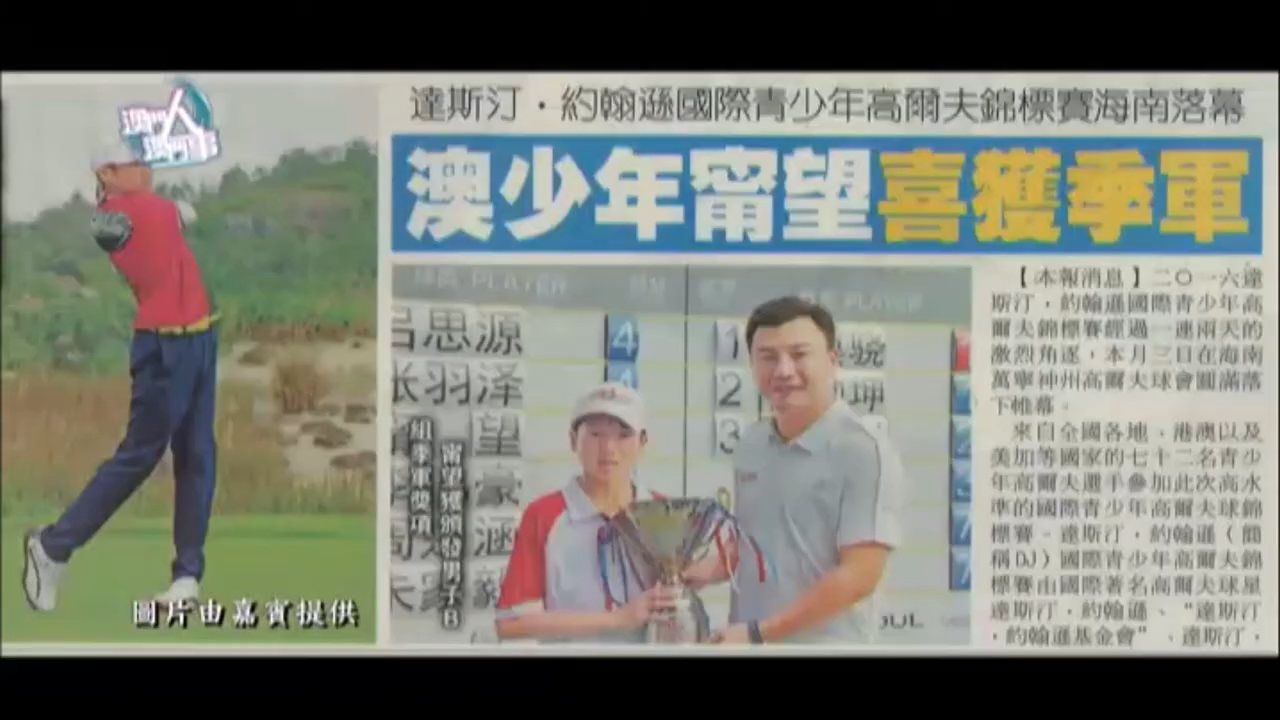 達斯汀·約翰遜國際青少年高爾夫錦標賽海南落幕
澳少年甯望喜獲季軍
【本報消息】二○一六達
斯汀·約翰遜國際青少年高
爾夫錦標賽經過一連兩天的
激烈角逐,本月三日在海南
萬寧神州高爾夫球會圓滿落
下帷幕。
來自全國各地、港澳以及
美加等國家的七十二名青少
年高爾夫選手參加此次高水
準的國際青少年高爾夫球錦
標賽。達斯汀·約翰遜(簡
稱DJ)國際青少年高爾夫錦
標賽由國際著名高爾夫球星
達斯汀·約翰遜、“達斯汀
·約翰遜基金會”、達斯汀·
PLAYER
PLAYER
呂思源 4 1
张羽泽 4 2
望 3
豪
涵
甯望獲頒發男子B
組季軍獎項
圖片由嘉賓提供